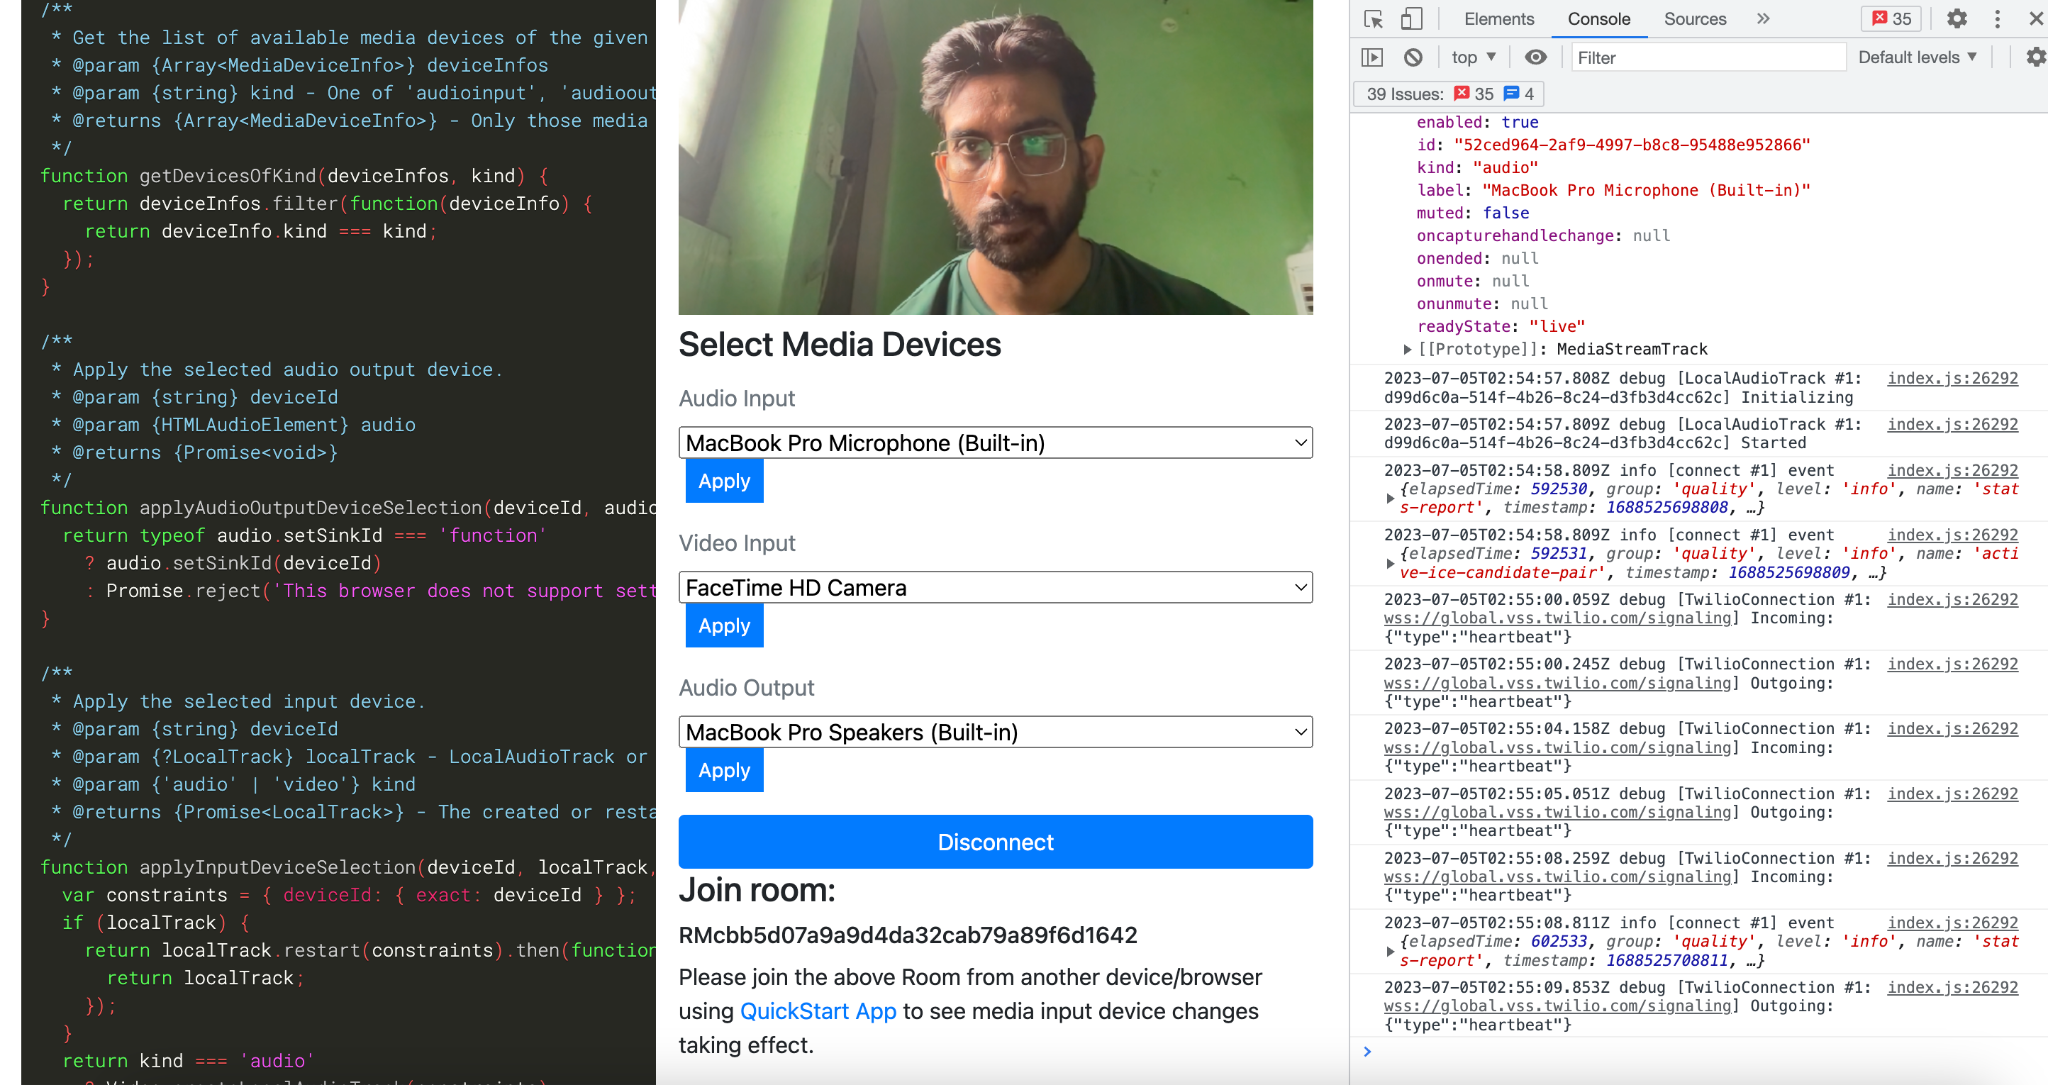 /**
 * Get the list of available media devices of the given
 * @param {Array<MediaDeviceInfo>} deviceInfos
 * @param {string} kind - One of 'audioinput', 'audioout
 * @returns {Array<MediaDeviceInfo>} - Only those media
 */
function getDevicesOfKind(deviceInfos, kind) {
  return deviceInfos.filter(function(deviceInfo) {
    return deviceInfo.kind === kind;
  });
}
/**
 * Apply the selected audio output device.
 * @param {string} deviceId
 * @param {HTMLAudioElement} audio
 * @returns {Promise<void>}
 */
function applyAudioOutputDeviceSelection(deviceId, audio
  return typeof audio.setSinkId === 'function'
    ? audio.setSinkId(deviceId)
    : Promise.reject('This browser does not support sett
}
/**
 * Apply the selected input device.
 * @param {string} deviceId
 * @param {?LocalTrack} localTrack - LocalAudioTrack or
 * @param {'audio' | 'video'} kind
 * @returns {Promise<LocalTrack>} - The created or resta
 */
function applyInputDeviceSelection(deviceId, localTrack,
  var constraints = { deviceId: { exact: deviceId } };
  if (localTrack) {
    return localTrack.restart(constraints).then(function
      return localTrack;
    });
  }
  return kind === 'audio'
Select Media Devices
Audio Input
MacBook Pro Microphone (Built-in)
Apply
Video Input
FaceTime HD Camera
Apply
Audio Output
MacBook Pro Speakers (Built-in)
Apply
Disconnect
Join room:
RMcbb5d07a9a9d4da32cab79a89f6d1642
Please join the above Room from another device/browser
using QuickStart App to see media input device changes
taking effect.
Elements Console Sources » 35
top Filter Default levels
39 Issues: 35 4
enabled: true
id: "52ced964-2af9-4997-b8c8-95488e952866"
kind: "audio"
label: "MacBook Pro Microphone (Built-in)"
muted: false
oncapturehandlechange: null
onended: null
onmute: null
onunmute: null
readyState: "live"
[[Prototype]]: MediaStreamTrack
2023-07-05T02:54:57.808Z debug [LocalAudioTrack #1: index.js:26292
d99d6c0a-514f-4b26-8c24-d3fb3d4cc62c] Initializing
2023-07-05T02:54:57.809Z debug [LocalAudioTrack #1: index.js:26292
d99d6c0a-514f-4b26-8c24-d3fb3d4cc62c] Started
2023-07-05T02:54:58.809Z info [connect #1] event index.js:26292
{elapsedTime: 592530, group: 'quality', level: 'info', name: 'stat
s-report', timestamp: 1688525698808, …}
2023-07-05T02:54:58.809Z info [connect #1] event index.js:26292
{elapsedTime: 592531, group: 'quality', level: 'info', name: 'acti
ve-ice-candidate-pair', timestamp: 1688525698809, …}
2023-07-05T02:55:00.059Z debug [TwilioConnection #1: index.js:26292
wss://global.vss.twilio.com/signaling] Incoming:
{"type":"heartbeat"}
2023-07-05T02:55:00.245Z debug [TwilioConnection #1: index.js:26292
wss://global.vss.twilio.com/signaling] Outgoing:
{"type":"heartbeat"}
2023-07-05T02:55:04.158Z debug [TwilioConnection #1: index.js:26292
wss://global.vss.twilio.com/signaling] Incoming:
{"type":"heartbeat"}
2023-07-05T02:55:05.051Z debug [TwilioConnection #1: index.js:26292
wss://global.vss.twilio.com/signaling] Outgoing:
{"type":"heartbeat"}
2023-07-05T02:55:08.259Z debug [TwilioConnection #1: index.js:26292
wss://global.vss.twilio.com/signaling] Incoming:
{"type":"heartbeat"}
2023-07-05T02:55:08.811Z info [connect #1] event index.js:26292
{elapsedTime: 602533, group: 'quality', level: 'info', name: 'stat
s-report', timestamp: 1688525708811, …}
2023-07-05T02:55:09.853Z debug [TwilioConnection #1: index.js:26292
wss://global.vss.twilio.com/signaling] Outgoing:
{"type":"heartbeat"}